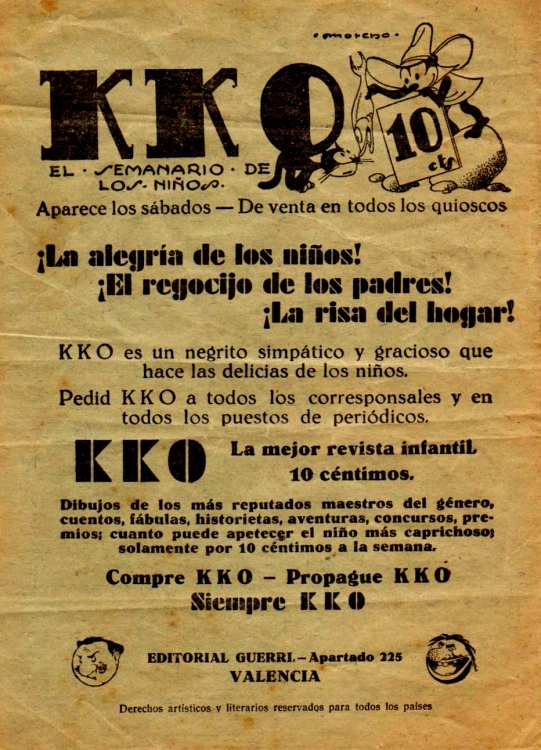 ·moreno·
KKO
10
cts
EL · SEMANARIO · DE
LOS · NIÑOS ·
Aparece los sábados — De venta en todos los quioscos
¡La alegría de los niños!
¡El regocijo de los padres!
¡La risa del hogar!
KKO es un negrito simpático y gracioso que
hace las delicias de los niños.
Pedid KKO a todos los corresponsales y en
todos los puestos de periódicos.
KKO La mejor revista infantil.
10 céntimos.
Dibujos de los más reputados maestros del género,
cuentos, fábulas, historietas, aventuras, concursos, pre-
mios; cuanto puede apetecer el niño más caprichoso;
solamente por 10 céntimos a la semana.
Compre KKO – Propague KKO
Siempre KKO
EDITORIAL GUERRI.–Apartado 225
VALENCIA
Derechos artísticos y literarios reservados para todos los países